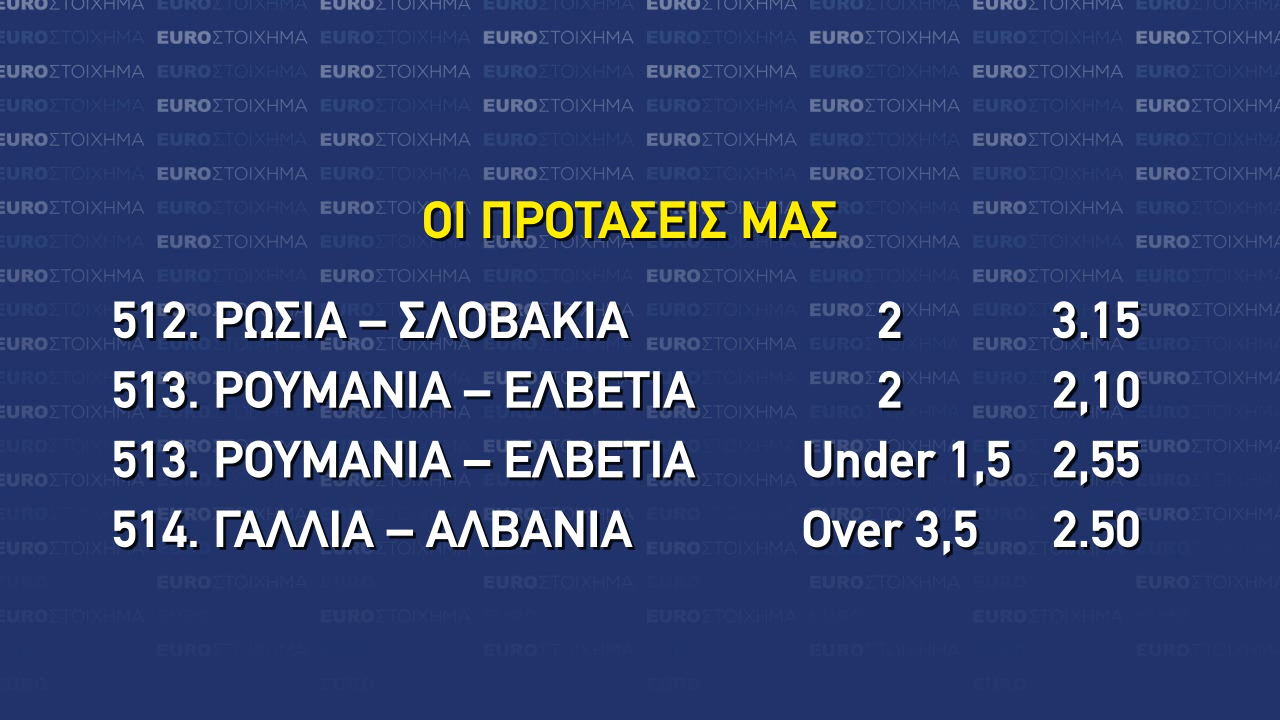 ΟΙ ΠΡΟΤΑΣΕΙΣ ΜΑΣ
512. ΡΩΣΙΑ – ΣΛΟΒΑΚΙΑ 2 3.15
513. ΡΟΥΜΑΝΙΑ – ΕΛΒΕΤΙΑ 2 2,10
513. ΡΟΥΜΑΝΙΑ – ΕΛΒΕΤΙΑ Under 1,5 2,55
514. ΓΑΛΛΙΑ – ΑΛΒΑΝΙΑ Over 3,5 2.50